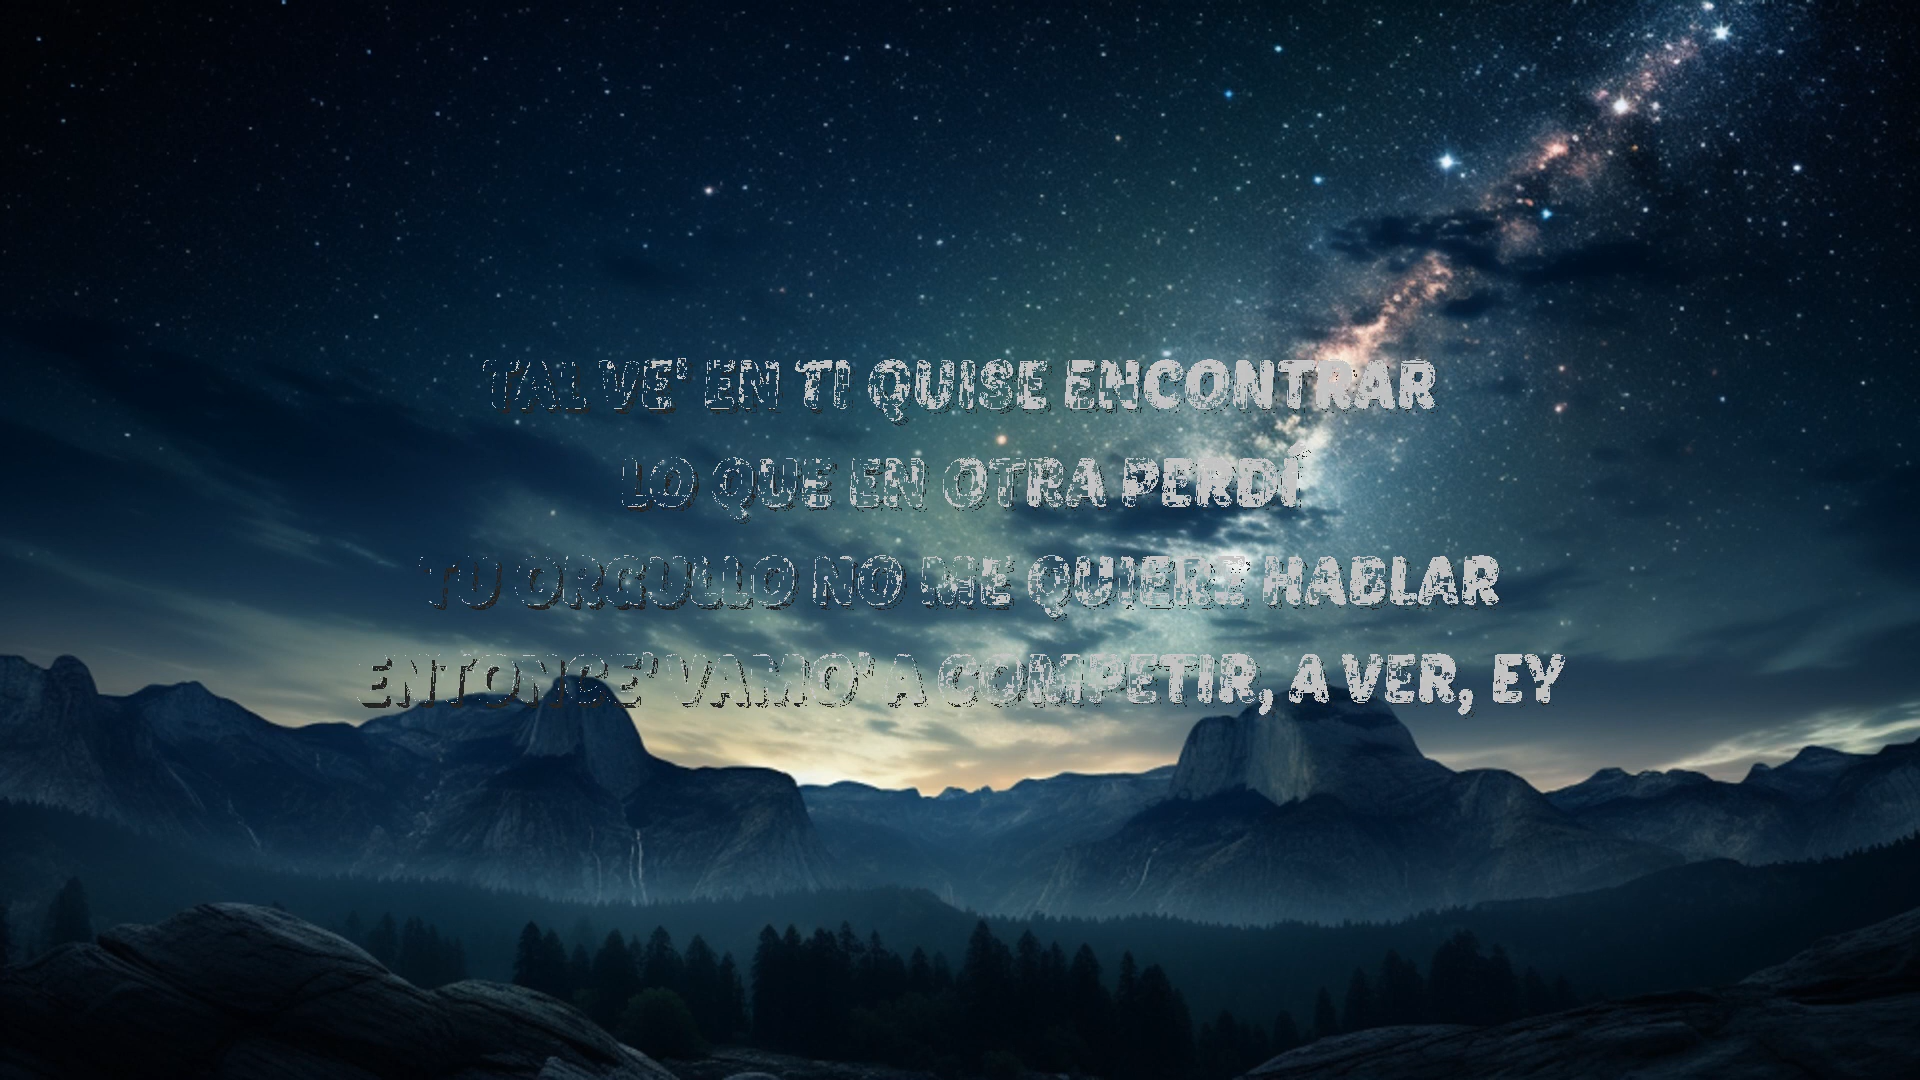 TAL VE' EN TI QUISE ENCONTRAR
LO QUE EN OTRA PERDÍ
TU ORGULLO NO ME QUIERE HABLAR
ENTONCE' VAMO' A COMPETIR, A VER, EY